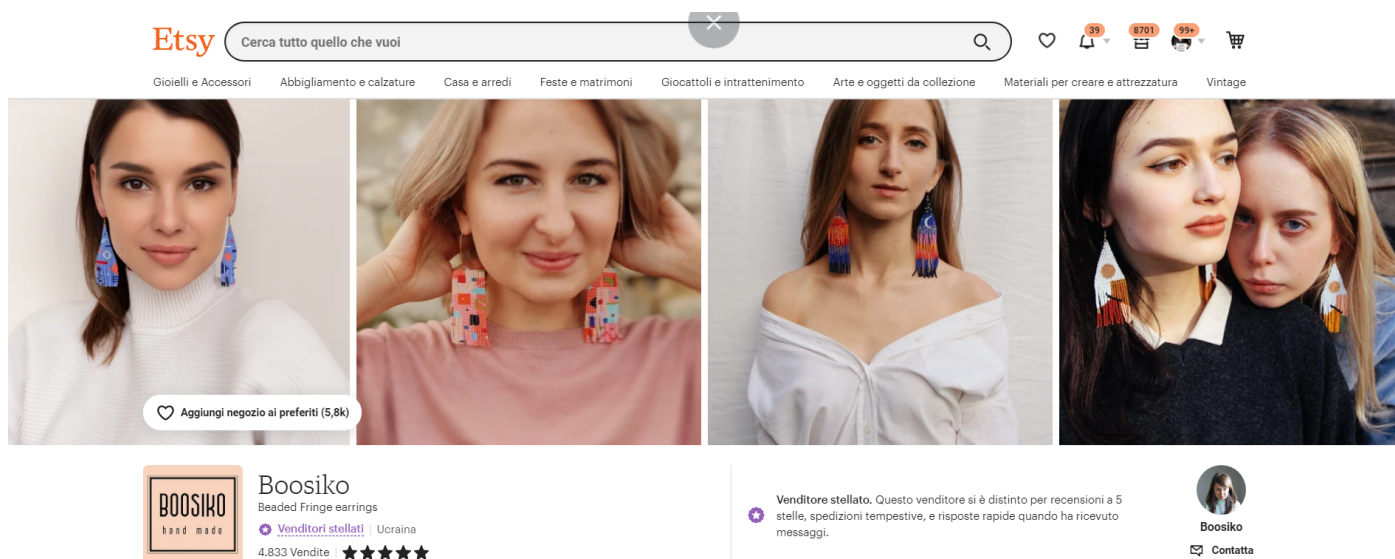 Etsy
Cerca tutto quello che vuoi
39
8701
99+
Gioielli e Accessori
Abbigliamento e calzature
Casa e arredi
Feste e matrimoni
Giocattoli e intrattenimento
Arte e oggetti da collezione
Materiali per creare e attrezzatura
Vintage
Aggiungi negozio ai preferiti (5,8k)
BOOSIKO
hand made
Boosiko
Beaded Fringe earrings
Venditori stellati | Ucraina
4.833 Vendite
Venditore stellato. Questo venditore si è distinto per recensioni a 5
stelle, spedizioni tempestive, e risposte rapide quando ha ricevuto
messaggi.
Boosiko
Contatta